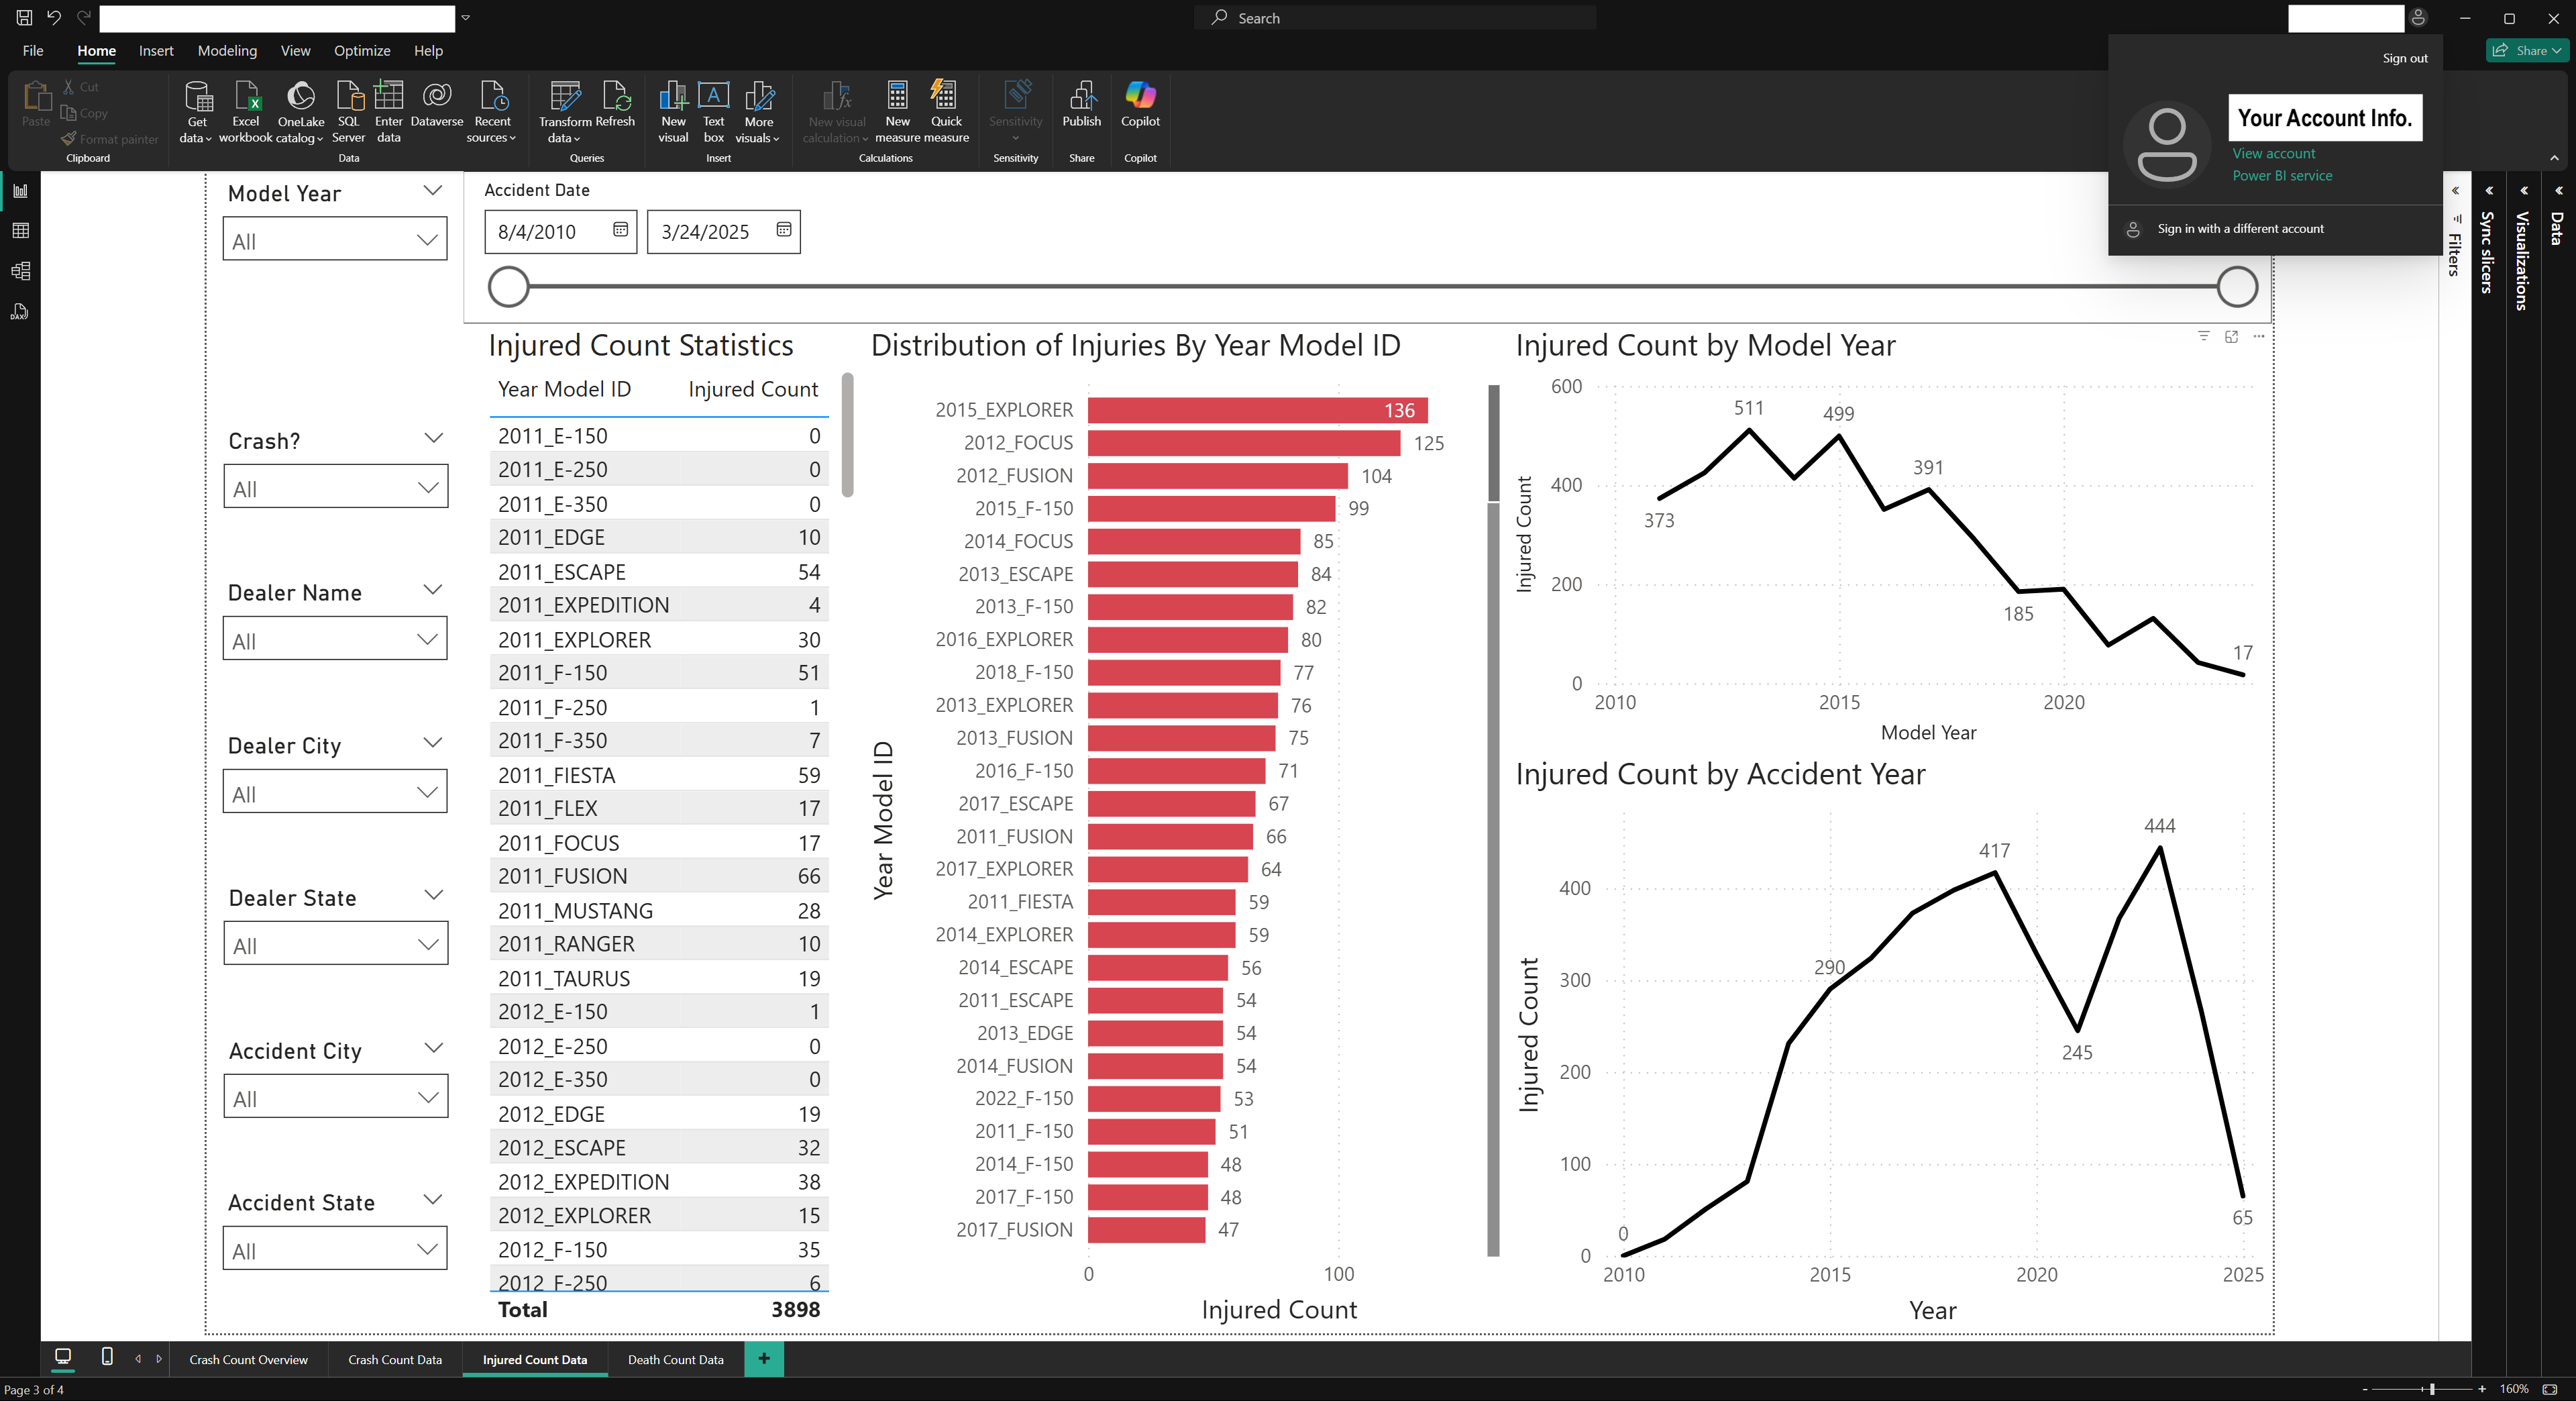 Search
File Home Insert Modeling View Optimize Help
Share
Sign out
Your Account Info.
View account
Power BI service
Sign in with a different account
Paste
Cut
Copy
Format painter
Clipboard
Get data
Excel workbook
OneLake catalog
SQL Server
Enter data
Dataverse
Recent sources
Data
Transform data
Refresh
Queries
New visual
Text box
More visuals
Insert
New visual calculation
New measure
Quick measure
Calculations
Sensitivity
Sensitivity
Publish
Share
Copilot
Copilot
DAX
Filters
Sync slicers
Visualizations
Data
Model Year
All
Crash?
All
Dealer Name
All
Dealer City
All
Dealer State
All
Accident City
All
Accident State
All
Accident Date
8/4/2010 3/24/2025
Injured Count Statistics
Year Model ID Injured Count
2011_E-150 0
2011_E-250 0
2011_E-350 0
2011_EDGE 10
2011_ESCAPE 54
2011_EXPEDITION 4
2011_EXPLORER 30
2011_F-150 51
2011_F-250 1
2011_F-350 7
2011_FIESTA 59
2011_FLEX 17
2011_FOCUS 17
2011_FUSION 66
2011_MUSTANG 28
2011_RANGER 10
2011_TAURUS 19
2012_E-150 1
2012_E-250 0
2012_E-350 0
2012_EDGE 19
2012_ESCAPE 32
2012_EXPEDITION 38
2012_EXPLORER 15
2012_F-150 35
2012_F-250 6
Total 3898
Distribution of Injuries By Year Model ID
Year Model ID
2015_EXPLORER 136
2012_FOCUS 125
2012_FUSION 104
2015_F-150 99
2014_FOCUS 85
2013_ESCAPE 84
2013_F-150 82
2016_EXPLORER 80
2018_F-150 77
2013_EXPLORER 76
2013_FUSION 75
2016_F-150 71
2017_ESCAPE 67
2011_FUSION 66
2017_EXPLORER 64
2011_FIESTA 59
2014_EXPLORER 59
2014_ESCAPE 56
2011_ESCAPE 54
2013_EDGE 54
2014_FUSION 54
2022_F-150 53
2011_F-150 51
2014_F-150 48
2017_F-150 48
2017_FUSION 47
0 100
Injured Count
Injured Count by Model Year
Injured Count
600
400
200
0
373
511
499
391
185
17
2010 2015 2020
Model Year
Injured Count by Accident Year
Injured Count
400
300
200
100
0
0
290
417
245
444
65
2010 2015 2020 2025
Year
Crash Count Overview Crash Count Data Injured Count Data Death Count Data +
Page 3 of 4
- + 160%